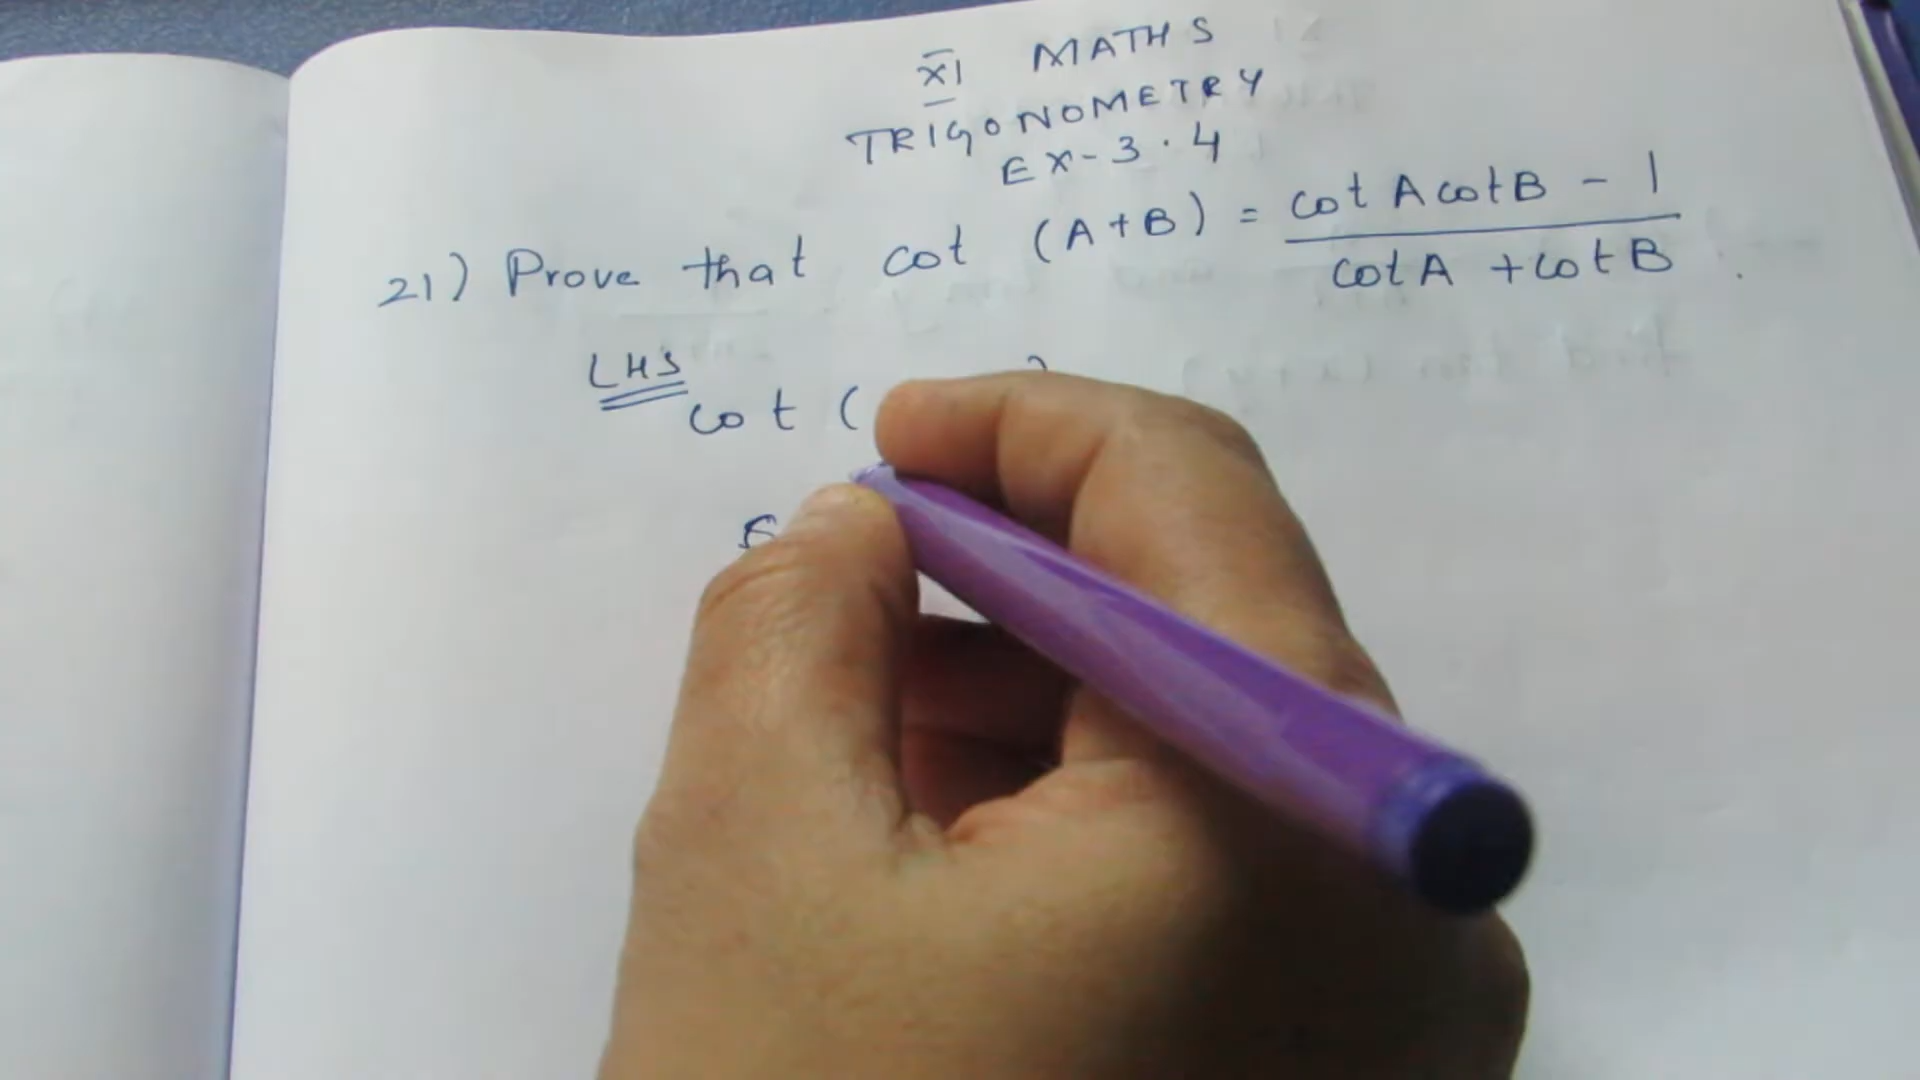 XI MATHS
TRIGONOMETRY
EX-3.4
21) Prove that cot (A+B) = cot A cot B - 1 / cot A + cot B .
LHS
cot (